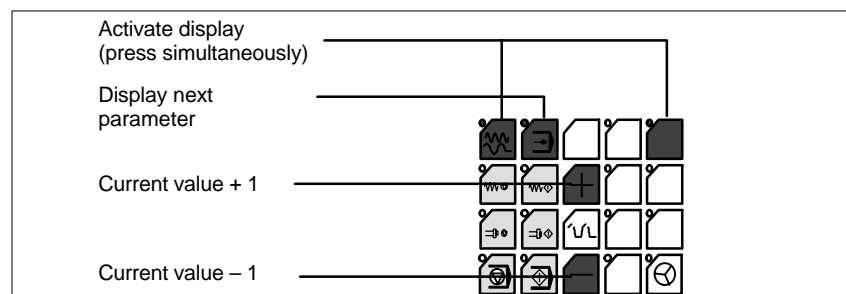 Activate display
(press simultaneously)
Display next
parameter
Current value + 1
Current value – 1